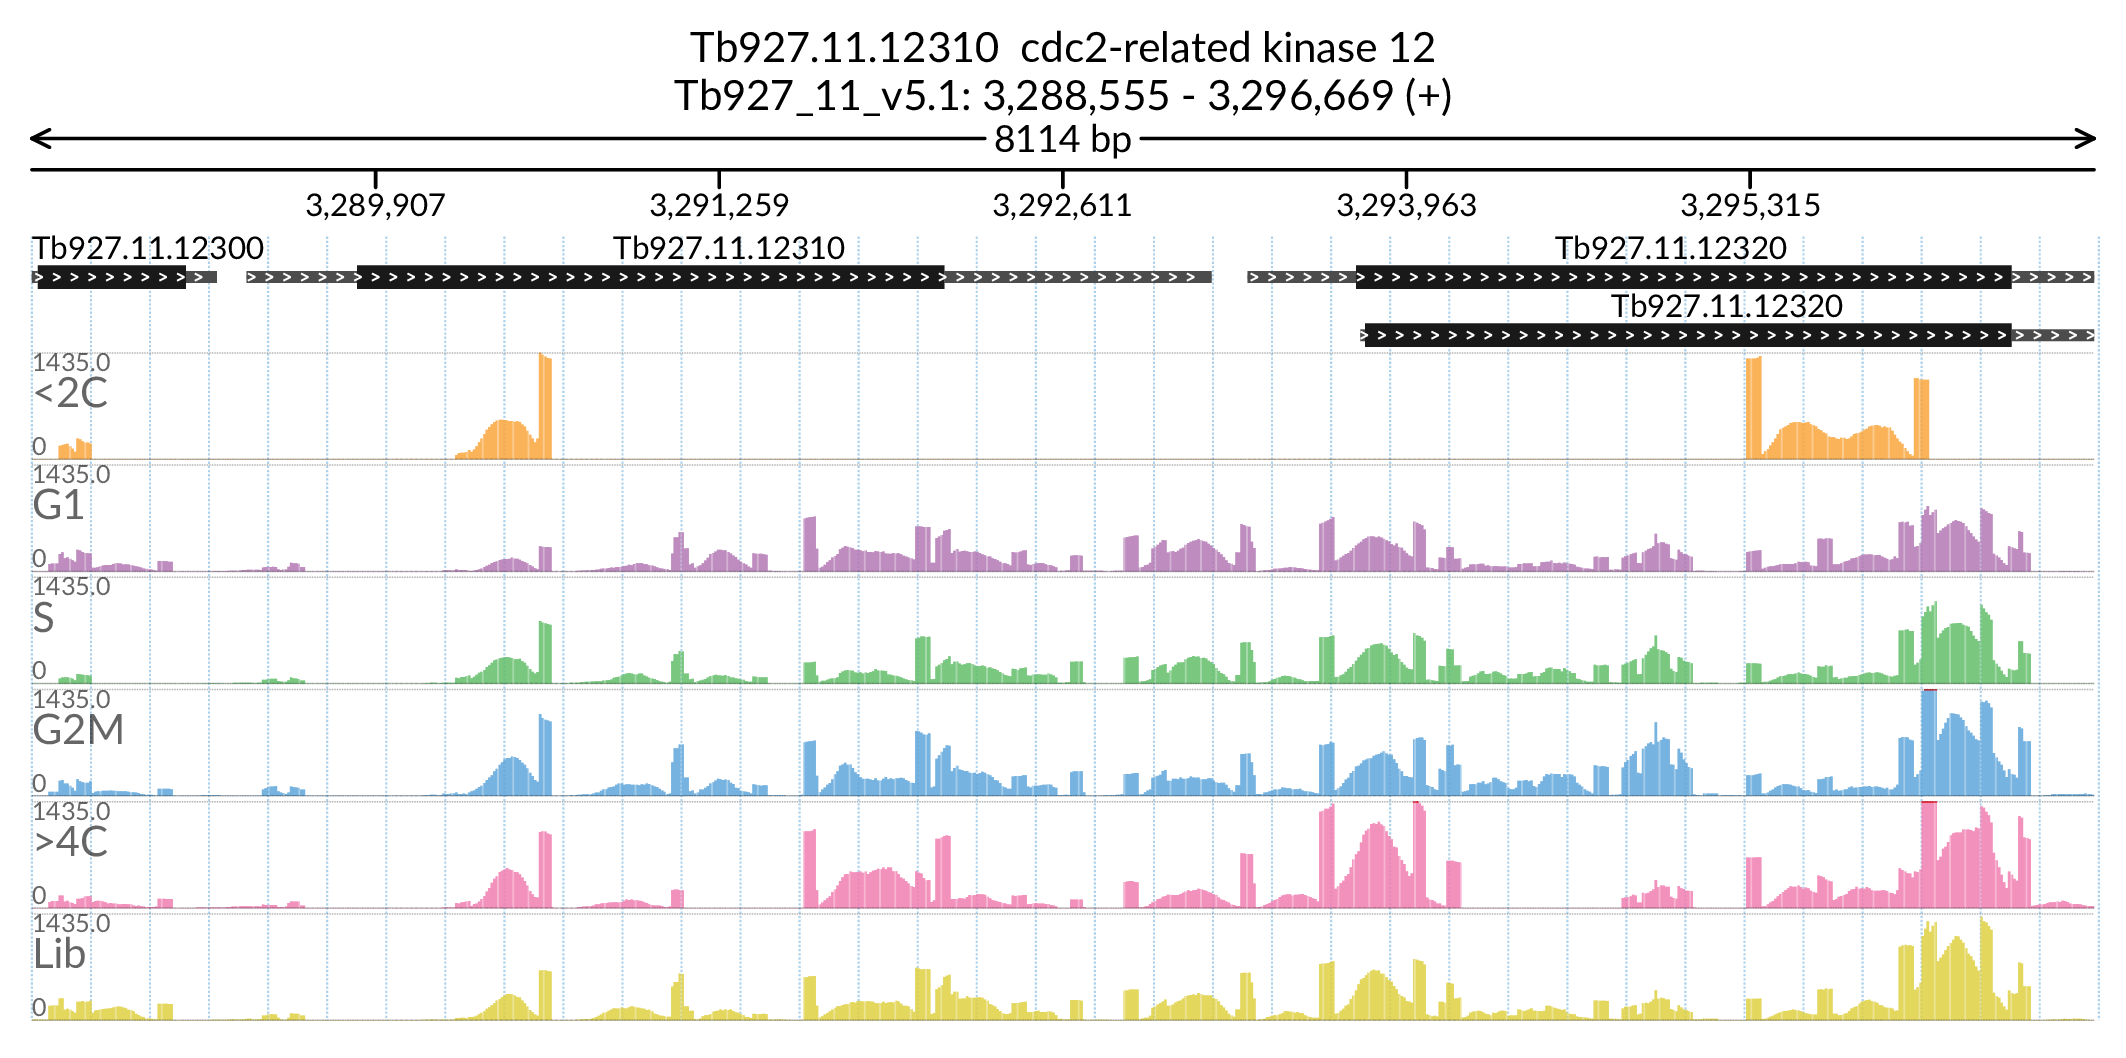 Tb927.11.12310 cdc2-related kinase 12
Tb927_11_v5.1: 3,288,555 - 3,296,669 (+)
8114 bp
3,289,907 3,291,259 3,292,611 3,293,963 3,295,315
Tb927.11.12300 Tb927.11.12310 Tb927.11.12320
Tb927.11.12320
1435.0
<2C
0
1435.0
G1
0
1435.0
S
0
1435.0
G2M
0
1435.0
>4C
0
1435.0
Lib
0